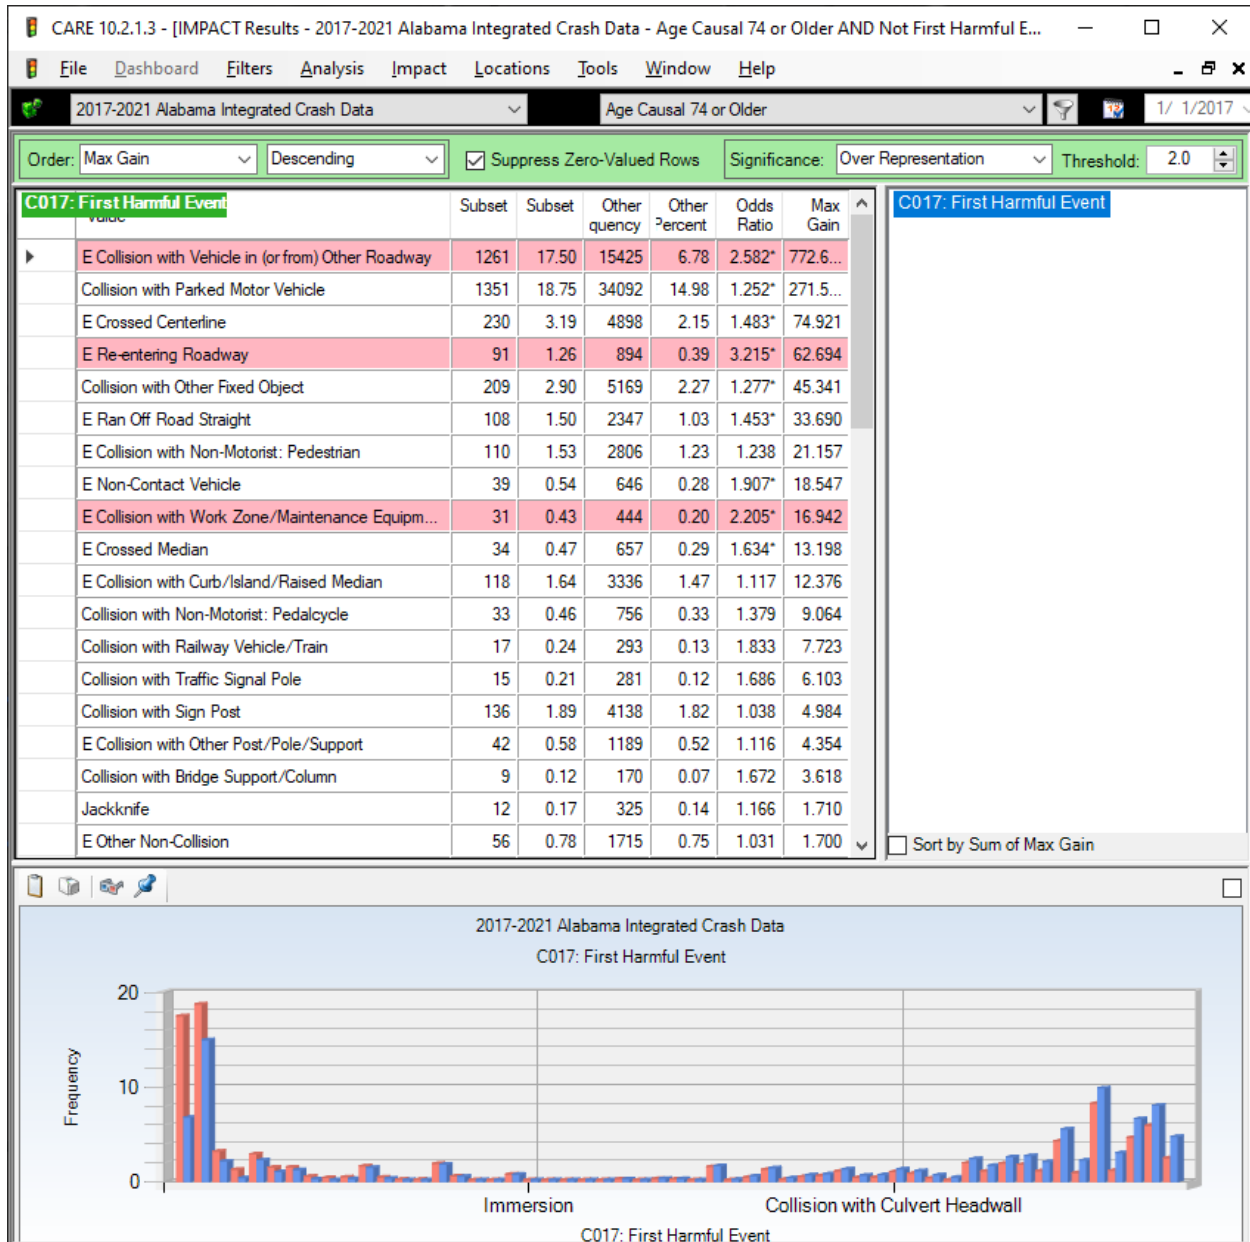 CARE 10.2.1.3 - [IMPACT Results - 2017-2021 Alabama Integrated Crash Data - Age Causal 74 or Older AND Not First Harmful E...
File Dashboard Filters Analysis Impact Locations Tools Window Help
2017-2021 Alabama Integrated Crash Data Age Causal 74 or Older 1/ 1/2017
Order: Max Gain Descending Suppress Zero-Valued Rows Significance: Over Representation Threshold: 2.0
C017: First Harmful Event Subset Subset Other quency Other Percent Odds Ratio Max Gain C017: First Harmful Event
E Collision with Vehicle in (or from) Other Roadway 1261 17.50 15425 6.78 2.582* 772.6...
Collision with Parked Motor Vehicle 1351 18.75 34092 14.98 1.252* 271.5...
E Crossed Centerline 230 3.19 4898 2.15 1.483* 74.921
E Re-entering Roadway 91 1.26 894 0.39 3.215* 62.694
Collision with Other Fixed Object 209 2.90 5169 2.27 1.277* 45.341
E Ran Off Road Straight 108 1.50 2347 1.03 1.453* 33.690
E Collision with Non-Motorist: Pedestrian 110 1.53 2806 1.23 1.238 21.157
E Non-Contact Vehicle 39 0.54 646 0.28 1.907* 18.547
E Collision with Work Zone/Maintenance Equipm... 31 0.43 444 0.20 2.205* 16.942
E Crossed Median 34 0.47 657 0.29 1.634* 13.198
E Collision with Curb/Island/Raised Median 118 1.64 3336 1.47 1.117 12.376
Collision with Non-Motorist: Pedalcycle 33 0.46 756 0.33 1.379 9.064
Collision with Railway Vehicle/Train 17 0.24 293 0.13 1.833 7.723
Collision with Traffic Signal Pole 15 0.21 281 0.12 1.686 6.103
Collision with Sign Post 136 1.89 4138 1.82 1.038 4.984
E Collision with Other Post/Pole/Support 42 0.58 1189 0.52 1.116 4.354
Collision with Bridge Support/Column 9 0.12 170 0.07 1.672 3.618
Jackknife 12 0.17 325 0.14 1.166 1.710
E Other Non-Collision 56 0.78 1715 0.75 1.031 1.700 Sort by Sum of Max Gain
2017-2021 Alabama Integrated Crash Data
C017: First Harmful Event
20
10
0
Frequency
Immersion Collision with Culvert Headwall
C017: First Harmful Event